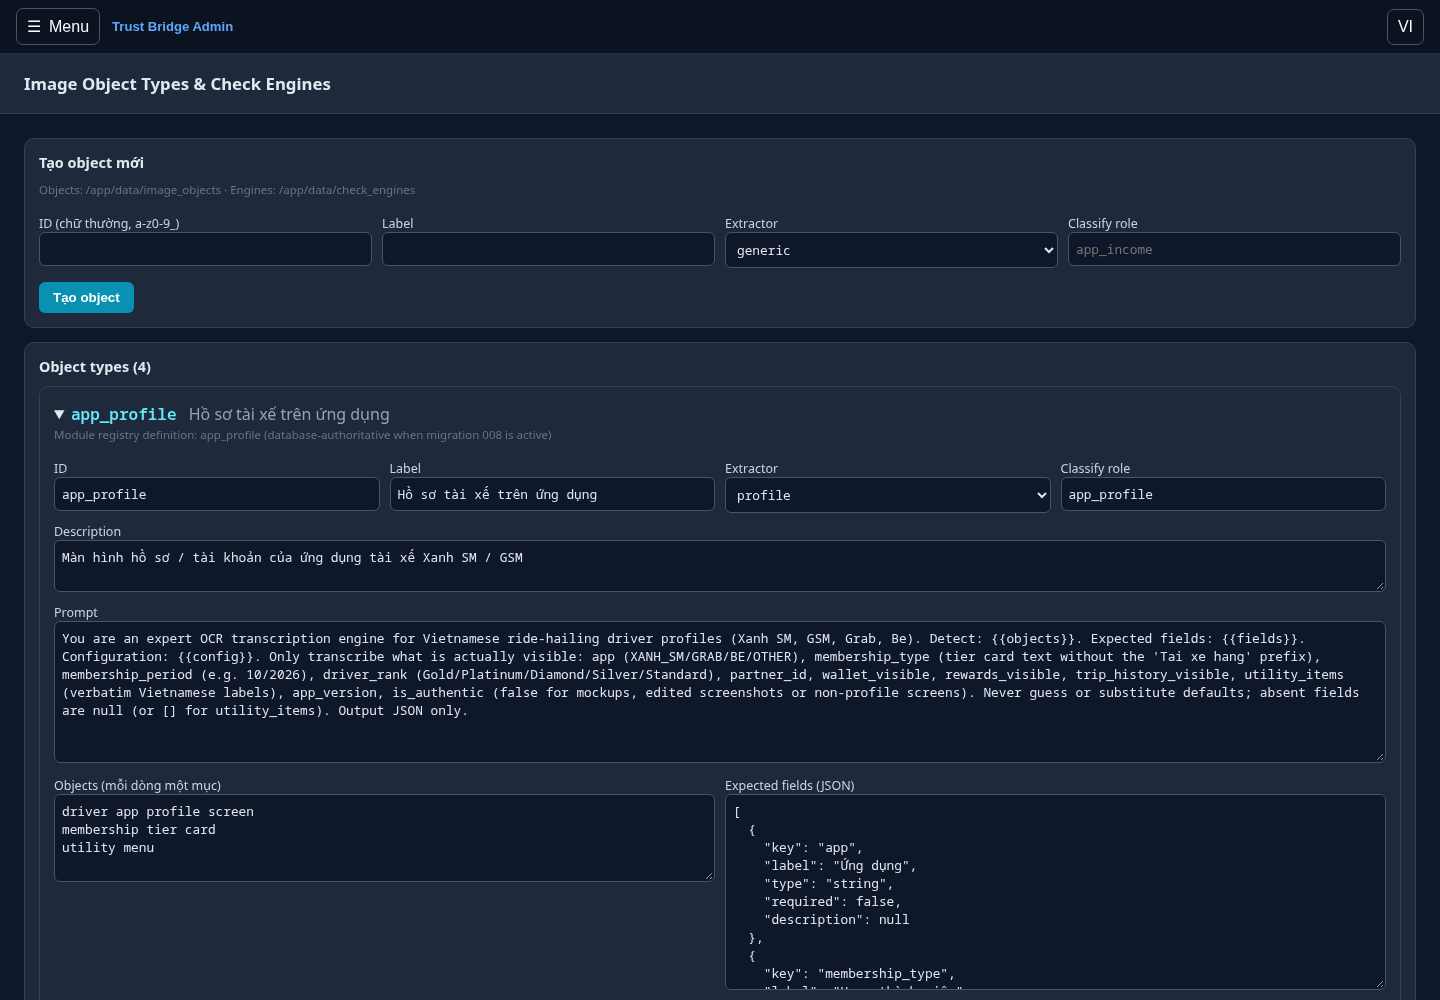 ☰ Menu
Trust Bridge Admin
VI
Image Object Types & Check Engines
Tạo object mới
Objects: /app/data/image_objects · Engines: /app/data/check_engines
ID (chữ thường, a-z0-9_)
Label
Extractor
Classify role
generic
app_income
Tạo object
Object types (4)
▼ app_profile Hồ sơ tài xế trên ứng dụng
Module registry definition: app_profile (database-authoritative when migration 008 is active)
ID
Label
Extractor
Classify role
app_profile
Hồ sơ tài xế trên ứng dụng
profile
app_profile
Description
Màn hình hồ sơ / tài khoản của ứng dụng tài xế Xanh SM / GSM
Prompt
You are an expert OCR transcription engine for Vietnamese ride-hailing driver profiles (Xanh SM, GSM, Grab, Be). Detect: {{objects}}. Expected fields: {{fields}}.
Configuration: {{config}}. Only transcribe what is actually visible: app (XANH_SM/GRAB/BE/OTHER), membership_type (tier card text without the 'Tai xe hang' prefix),
membership_period (e.g. 10/2026), driver_rank (Gold/Platinum/Diamond/Silver/Standard), partner_id, wallet_visible, rewards_visible, trip_history_visible, utility_items
(verbatim Vietnamese labels), app_version, is_authentic (false for mockups, edited screenshots or non-profile screens). Never guess or substitute defaults; absent fields
are null (or [] for utility_items). Output JSON only.
Objects (mỗi dòng một mục)
driver app profile screen
membership tier card
utility menu
Expected fields (JSON)
[
{
"key": "app",
"label": "Ứng dụng",
"type": "string",
"required": false,
"description": null
},
{
"key": "membership_type",